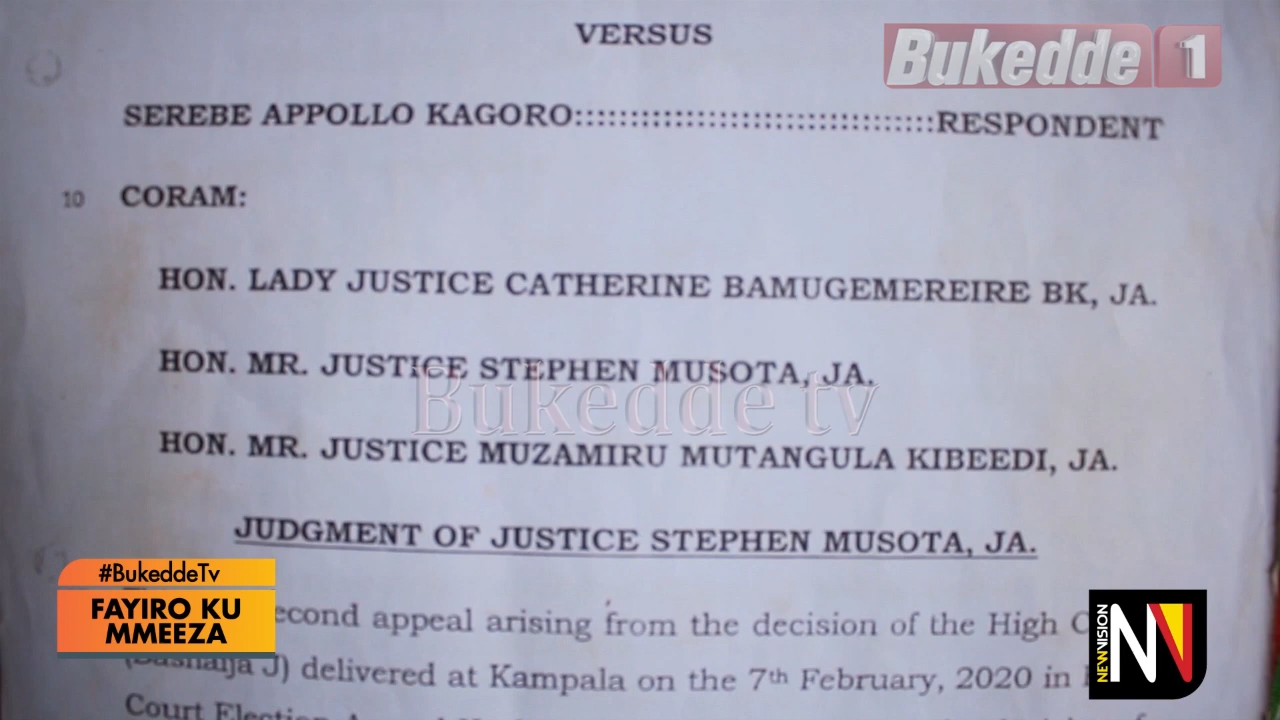 VERSUS
Bukedde 1
SEREBE APPOLLO KAGORO:::::::::::::::::::::::::::::::::RESPONDENT
10 CORAM:
HON. LADY JUSTICE CATHERINE BAMUGEMEREIRE BK, JA.
HON. MR. JUSTICE STEPHEN MUSOTA, JA.
Bukedde tv
HON. MR. JUSTICE MUZAMIRU MUTANGULA KIBEEDI, JA.
JUDGMENT OF JUSTICE STEPHEN MUSOTA, JA.
#BukeddeTv
FAYIRO KU
MMEEZA
appeal arising from the decision of the High
J) delivered at Kampala on the 7th February, 2020 in
Court Election
NEWVISION